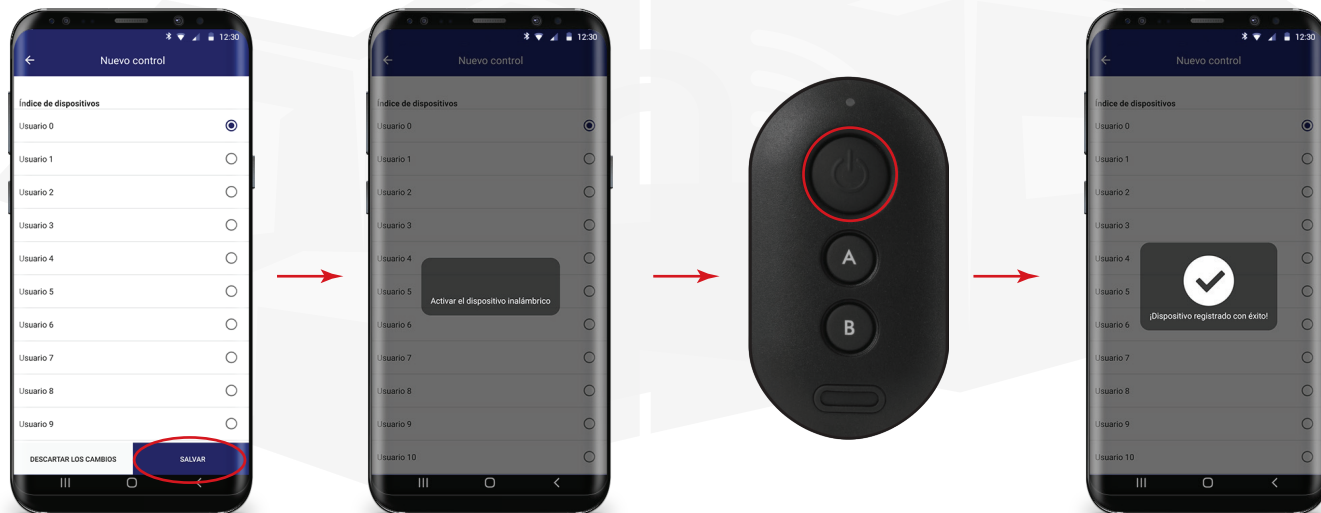 12:30
Nuevo control
Índice de dispositivos
Usuario 0
Usuario 1
Usuario 2
Usuario 3
Usuario 4
Usuario 5
Usuario 6
Usuario 7
Usuario 8
Usuario 9
DESCARTAR LOS CAMBIOS
SALVAR
12:30
Nuevo control
Índice de dispositivos
Usuario 0
Usuario 1
Usuario 2
Usuario 3
Usuario 4
Usuario 5
Activar el dispositivo inalámbrico
Usuario 6
Usuario 7
Usuario 8
Usuario 9
Usuario 10
A
B
12:30
Nuevo control
Índice de dispositivos
Usuario 0
Usuario 1
Usuario 2
Usuario 3
Usuario 4
Usuario 5
Usuario 6
¡Dispositivo registrado con éxito!
Usuario 7
Usuario 8
Usuario 9
Usuario 10